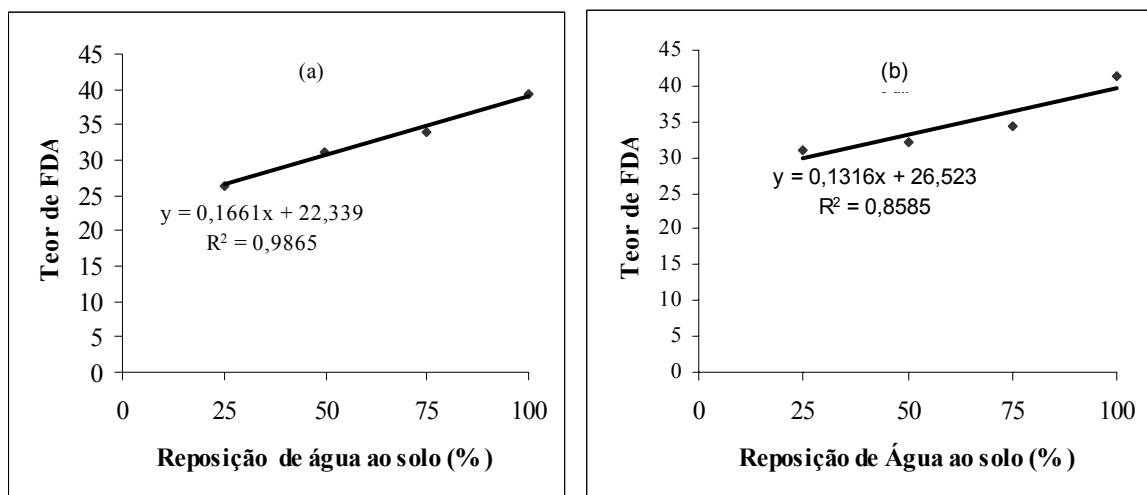 (a)
Teor de FDA
45
40
35
30
25
20
15
10
5
0
y = 0,1661x + 22,339
R² = 0,9865
0 25 50 75 100
Reposição de água ao solo (%)
(b)
Teor de FDA
45
40
35
30
25
20
15
10
5
0
y = 0,1316x + 26,523
R² = 0,8585
0 25 50 75 100
Reposição de Água ao solo (%)